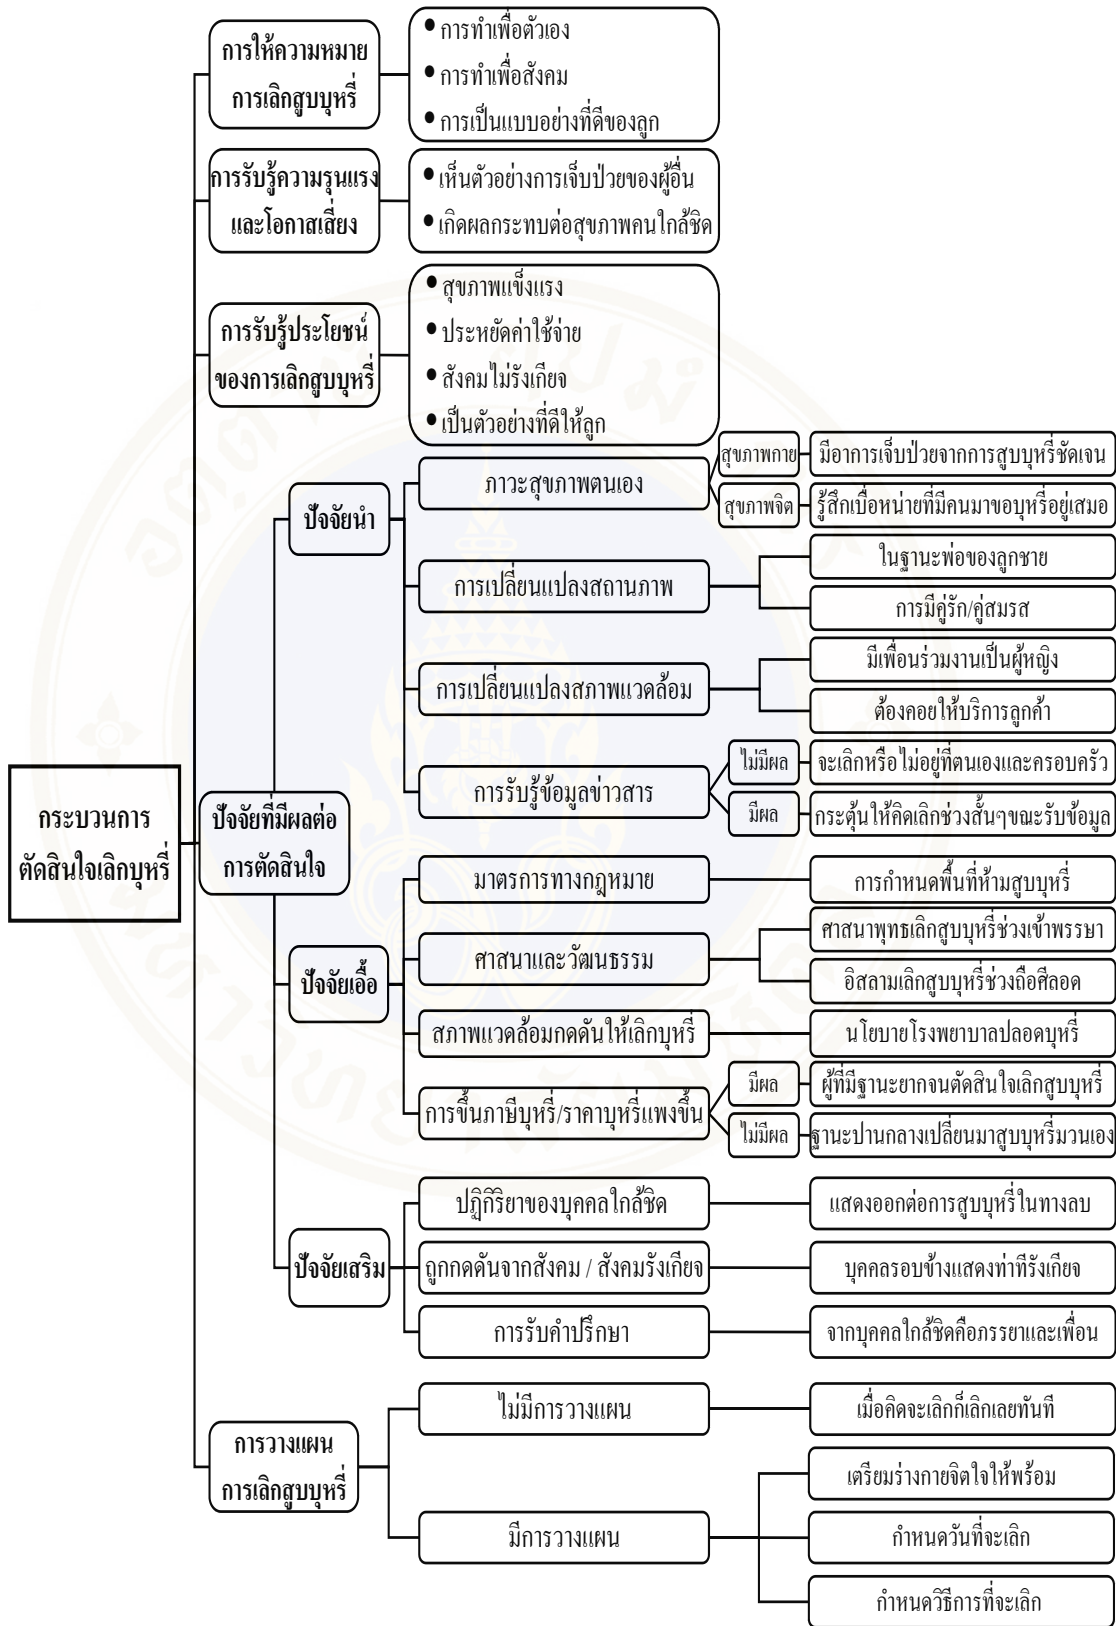 การให้ความหมาย
การเลิกสูบบุหรี่
• การทำเพื่อตัวเอง
• การทำเพื่อสังคม
• การเป็นแบบอย่างที่ดีของลูก
การรับรู้ความรุนแรง
และโอกาสเสี่ยง
• เห็นตัวอย่างการเจ็บป่วยของผู้อื่น
• เกิดผลกระทบต่อสุขภาพคนใกล้ชิด
การรับรู้ประโยชน์
ของการเลิกสูบบุหรี่
• สุขภาพแข็งแรง
• ประหยัดค่าใช้จ่าย
• สังคมไม่รังเกียจ
• เป็นตัวอย่างที่ดีให้ลูก
กระบวนการ
ตัดสินใจเลิกบุหรี่
ปัจจัยที่มีผลต่อ
การตัดสินใจ
ปัจจัยนำ
ภาวะสุขภาพตนเอง
สุขภาพกาย
มีอาการเจ็บป่วยจากการสูบบุหรี่ชัดเจน
สุขภาพจิต
รู้สึกเบื่อหน่ายที่มีคนมาขอบุหรี่อยู่เสมอ
การเปลี่ยนแปลงสถานภาพ
ในฐานะพ่อของลูกชาย
การมีคู่รัก/คู่สมรส
การเปลี่ยนแปลงสภาพแวดล้อม
มีเพื่อนร่วมงานเป็นผู้หญิง
ต้องคอยให้บริการลูกค้า
การรับรู้ข้อมูลข่าวสาร
ไม่มีผล
จะเลิกหรือไม่อยู่ที่ตนเองและครอบครัว
มีผล
กระตุ้นให้คิดเลิกช่วงสั้นๆขณะรับข้อมูล
ปัจจัยเอื้อ
มาตรการทางกฎหมาย
การกำหนดพื้นที่ห้ามสูบบุหรี่
ศาสนาและวัฒนธรรม
ศาสนาพุทธเลิกสูบบุหรี่ช่วงเข้าพรรษา
อิสลามเลิกสูบบุหรี่ช่วงถือศีลอด
สภาพแวดล้อมกดดันให้เลิกบุหรี่
นโยบายโรงพยาบาลปลอดบุหรี่
การขึ้นภาษีบุหรี่/ราคาบุหรี่แพงขึ้น
มีผล
ผู้ที่มีฐานะยากจนตัดสินใจเลิกสูบบุหรี่
ไม่มีผล
ฐานะปานกลางเปลี่ยนมาสูบบุหรี่มวนเอง
ปัจจัยเสริม
ปฏิกิริยาของบุคคลใกล้ชิด
แสดงออกต่อการสูบบุหรี่ในทางลบ
ถูกกดดันจากสังคม / สังคมรังเกียจ
บุคคลรอบข้างแสดงท่าทีรังเกียจ
การรับคำปรึกษา
จากบุคคลใกล้ชิดคือภรรยาและเพื่อน
การวางแผน
การเลิกสูบบุหรี่
ไม่มีการวางแผน
เมื่อคิดจะเลิกก็เลิกเลยทันที
มีการวางแผน
เตรียมร่างกายจิตใจให้พร้อม
กำหนดวันที่จะเลิก
กำหนดวิธีการที่จะเลิก